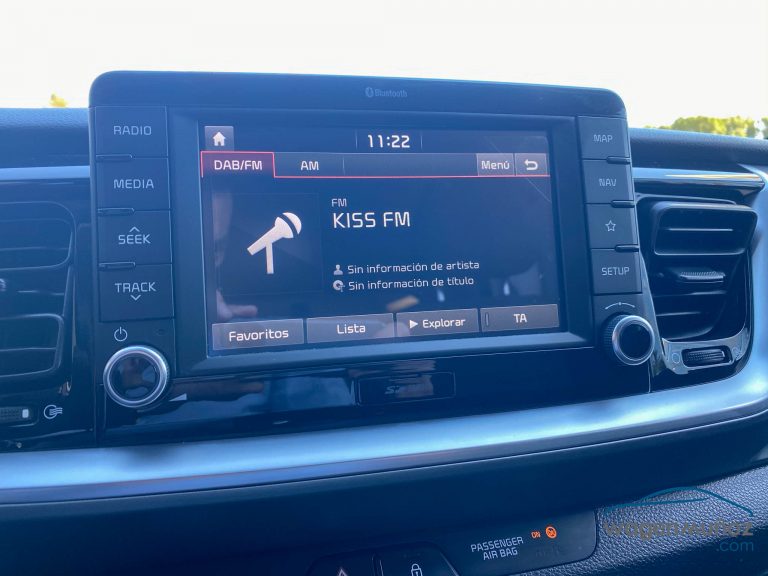 Bluetooth
RADIO
MEDIA
SEEK
TRACK
11:22
DAB/FM AM Menú
FM
KISS FM
Sin información de artista
Sin información de título
Favoritos Lista Explorar TA
MAP
NAV
SETUP
PASSENGER
AIR BAG
ON
.com